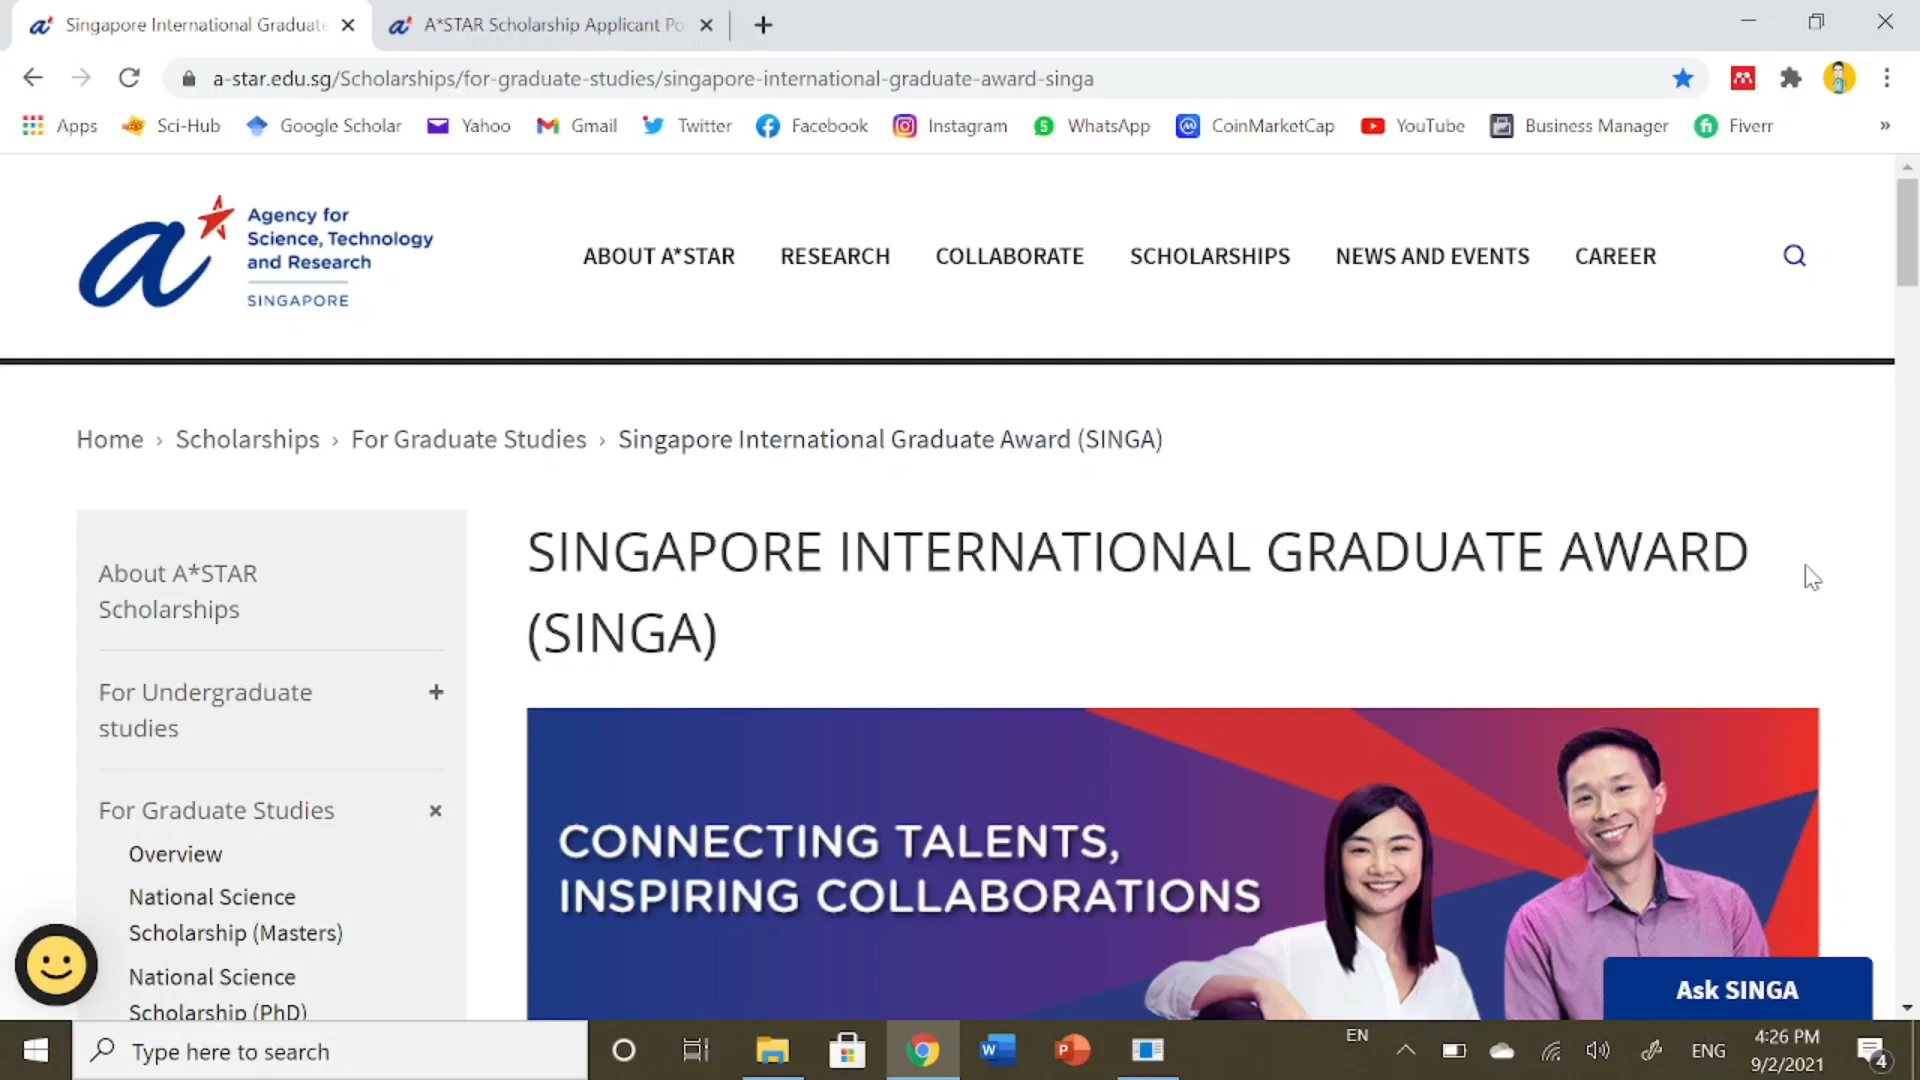 Singapore International Graduate
A*STAR Scholarship Applicant Po
a-star.edu.sg/Scholarships/for-graduate-studies/singapore-international-graduate-award-singa
Apps Sci-Hub Google Scholar Yahoo Gmail Twitter Facebook Instagram WhatsApp CoinMarketCap YouTube Business Manager Fiverr »
Agency for
Science, Technology
and Research
SINGAPORE
ABOUT A*STAR RESEARCH COLLABORATE SCHOLARSHIPS NEWS AND EVENTS CAREER
Home › Scholarships › For Graduate Studies › Singapore International Graduate Award (SINGA)
About A*STAR
Scholarships
For Undergraduate
studies
For Graduate Studies
Overview
National Science
Scholarship (Masters)
National Science
Scholarship (PhD)
SINGAPORE INTERNATIONAL GRADUATE AWARD
(SINGA)
CONNECTING TALENTS,
INSPIRING COLLABORATIONS
Ask SINGA
Type here to search
EN
ENG
4:26 PM
9/2/2021
4